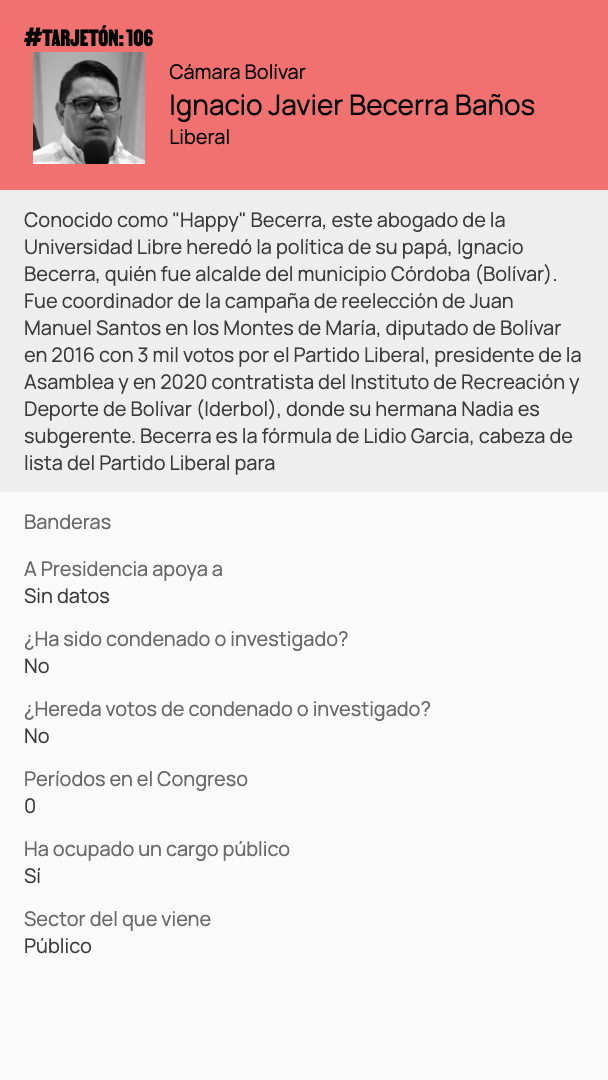 #TARJETÓN: 106
Cámara Bolívar
Ignacio Javier Becerra Baños
Liberal
Conocido como "Happy" Becerra, este abogado de la
Universidad Libre heredó la política de su papá, Ignacio
Becerra, quién fue alcalde del municipio Córdoba (Bolívar).
Fue coordinador de la campaña de reelección de Juan
Manuel Santos en los Montes de María, diputado de Bolívar
en 2016 con 3 mil votos por el Partido Liberal, presidente de la
Asamblea y en 2020 contratista del Instituto de Recreación y
Deporte de Bolívar (Iderbol), donde su hermana Nadia es
subgerente. Becerra es la fórmula de Lidio Garcia, cabeza de
lista del Partido Liberal para
Banderas
A Presidencia apoya a
Sin datos
¿Ha sido condenado o investigado?
No
¿Hereda votos de condenado o investigado?
No
Períodos en el Congreso
0
Ha ocupado un cargo público
Sí
Sector del que viene
Público